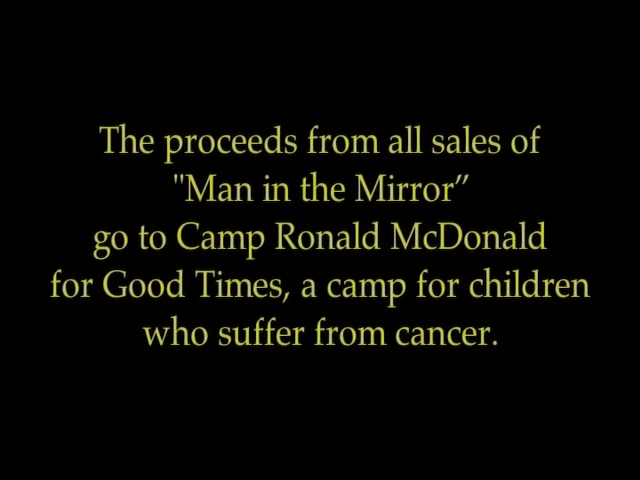 The proceeds from all sales of
"Man in the Mirror”
go to Camp Ronald McDonald
for Good Times, a camp for children
who suffer from cancer.